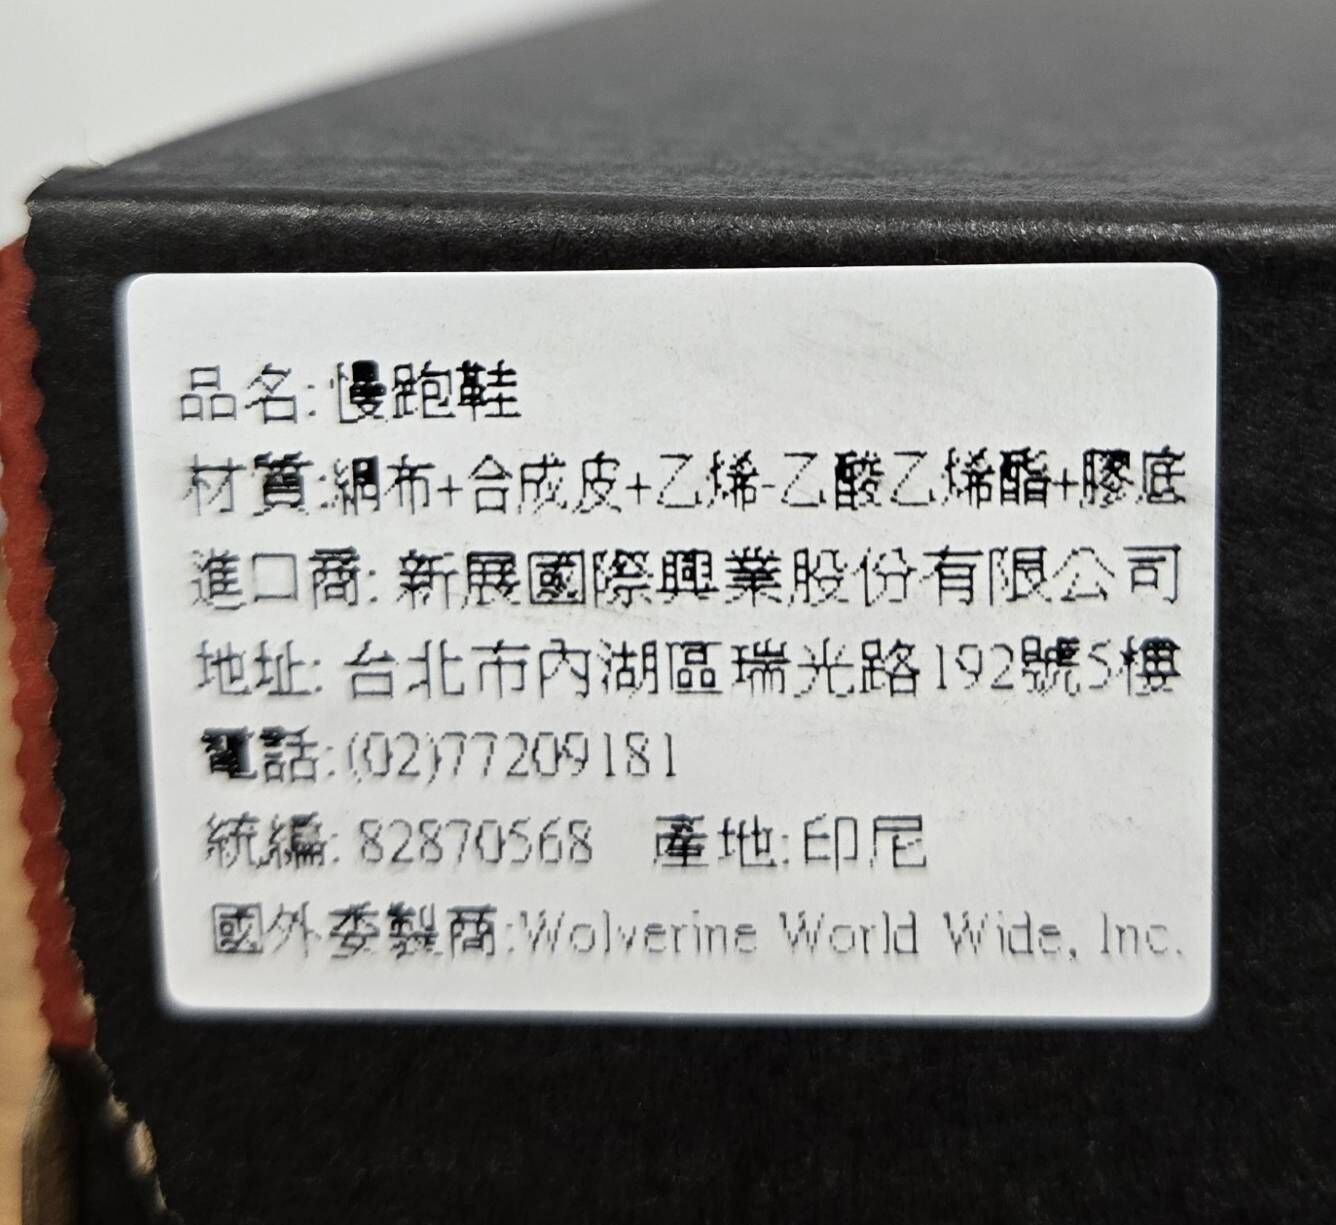 品名:慢跑鞋
材質:網布+合成皮+乙烯-乙酸乙烯酯+膠底
進口商:新展國際興業股份有限公司
地址:台北市內湖區瑞光路192號5樓
電話:(02)77209181
統編:82870568 產地:印尼
國外委製商:Wolverine World Wide, Inc.